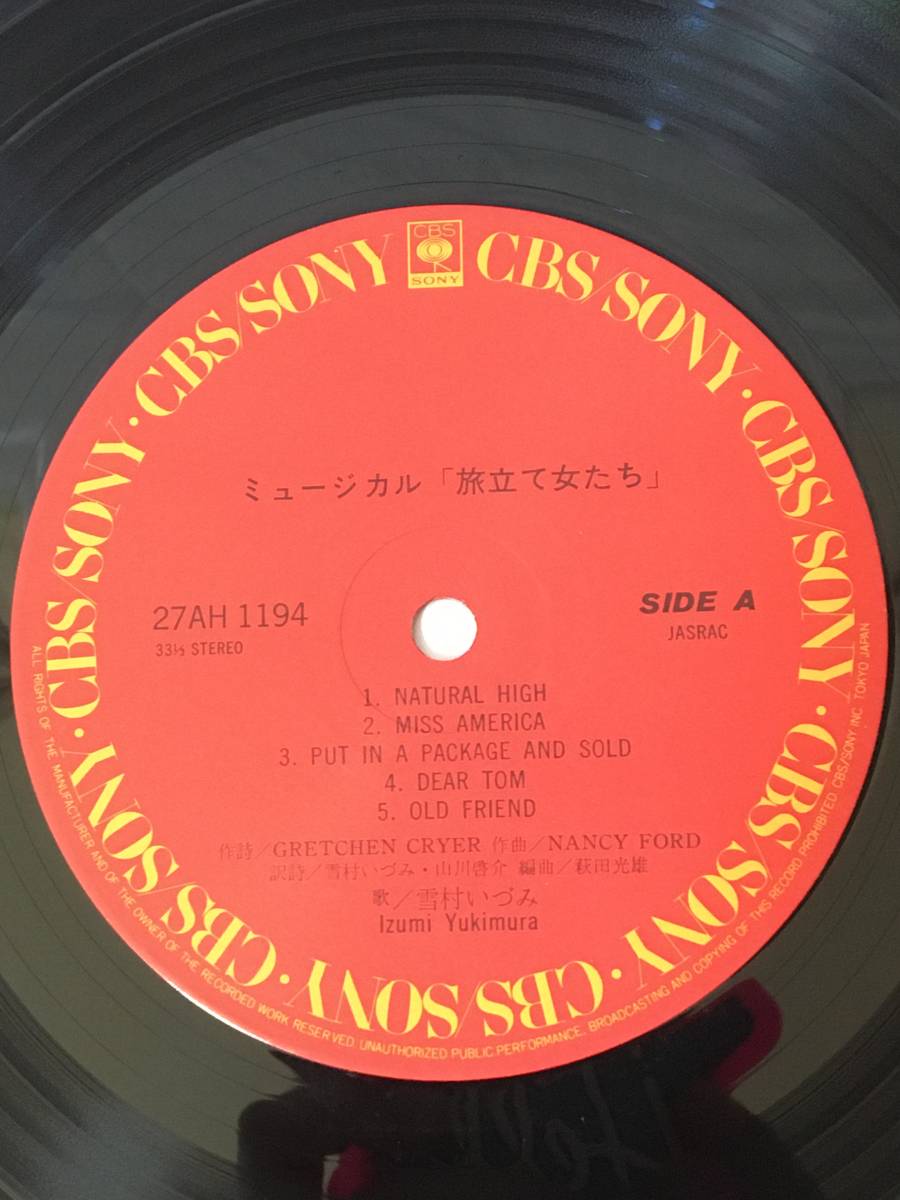 CBS
SONY
CBS/SONY · CBS/SONY · CBS/SONY · CBS/SONY · CBS/SONY · CBS/SONY · CBS/SONY · CBS/SONY
ミュージカル「旅立て女たち」
27AH 1194
33⅓ STEREO
SIDE A
JASRAC
1. NATURAL HIGH
2. MISS AMERICA
3. PUT IN A PACKAGE AND SOLD
4. DEAR TOM
5. OLD FRIEND
作詩／GRETCHEN CRYER 作曲／NANCY FORD
訳詩／雪村いづみ・山川啓介 編曲／萩田光雄
歌／雪村いづみ
Izumi Yukimura
ALL RIGHTS OF THE MANUFACTURER AND OF THE OWNER OF THE RECORDED WORK RESERVED. UNAUTHORIZED PUBLIC PERFORMANCE, BROADCASTING AND COPYING OF THIS RECORD PROHIBITED CBS/SONY INC. TOKYO JAPAN